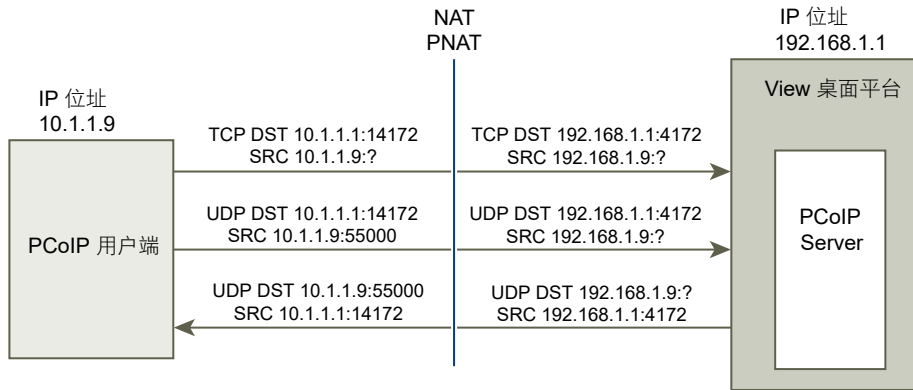 NAT
PNAT
IP 位址
192.168.1.1
View 桌面平台
IP 位址
10.1.1.9
TCP DST 10.1.1.1:14172
SRC 10.1.1.9:?
TCP DST 192.168.1.1:4172
SRC 192.168.1.9:?
PCoIP 用户端
UDP DST 10.1.1.1:14172
SRC 10.1.1.9:55000
UDP DST 192.168.1.1:4172
SRC 192.168.1.9:?
PCoIP
Server
UDP DST 10.1.1.9:55000
SRC 10.1.1.1:14172
UDP DST 192.168.1.9:?
SRC 192.168.1.1:4172